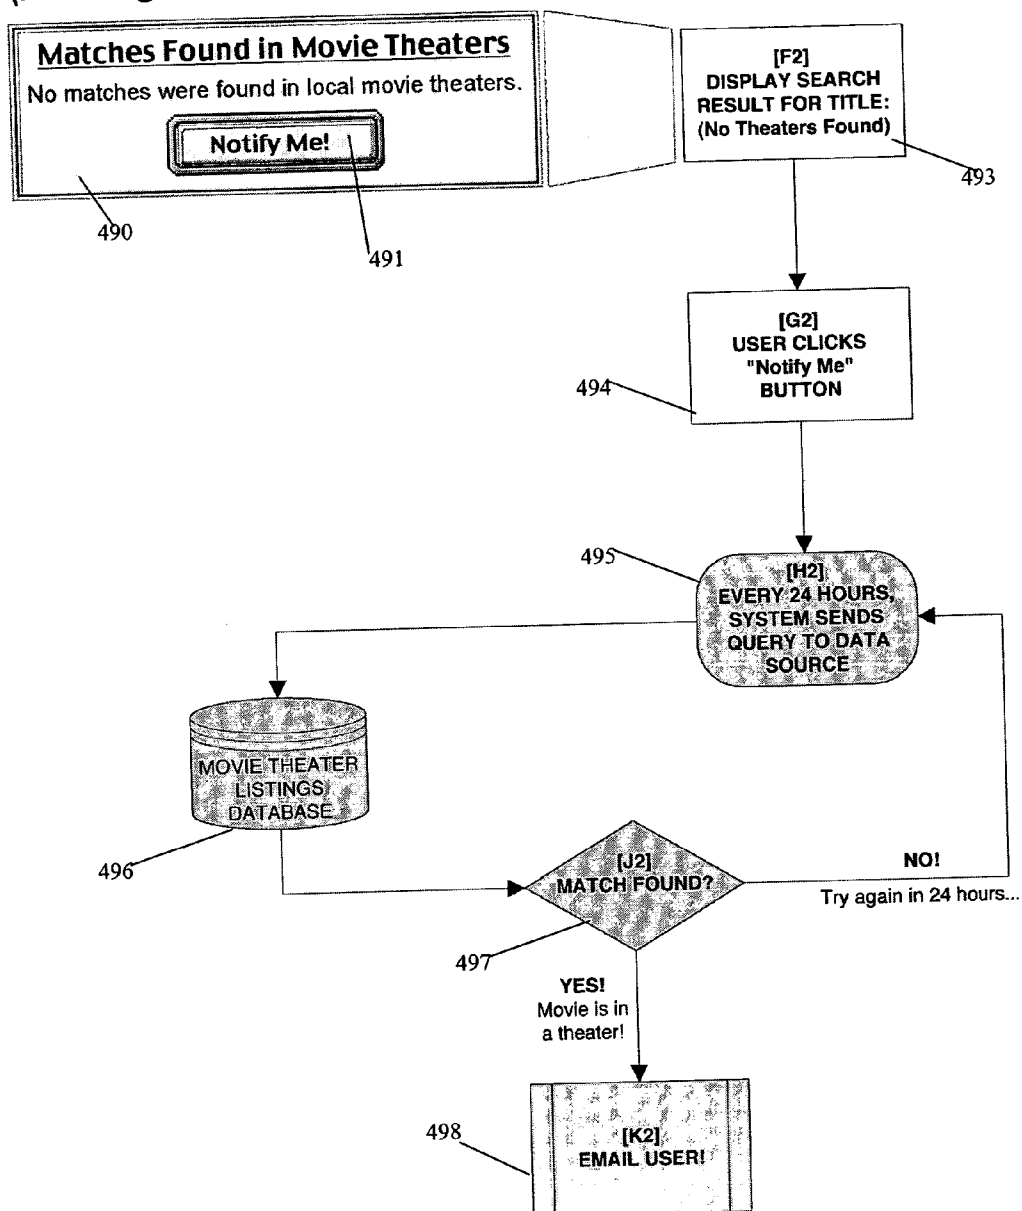 Matches Found in Movie Theaters
No matches were found in local movie theaters.
Notify Me!
490
491
[F2]
DISPLAY SEARCH
RESULT FOR TITLE:
(No Theaters Found)
493
[G2]
USER CLICKS
"Notify Me"
BUTTON
494
495
[H2]
EVERY 24 HOURS,
SYSTEM SENDS
QUERY TO DATA
SOURCE
MOVIE THEATER
LISTINGS
DATABASE
496
[J2]
MATCH FOUND?
497
NO!
Try again in 24 hours...
YES!
Movie is in
a theater!
498
[K2]
EMAIL USER!